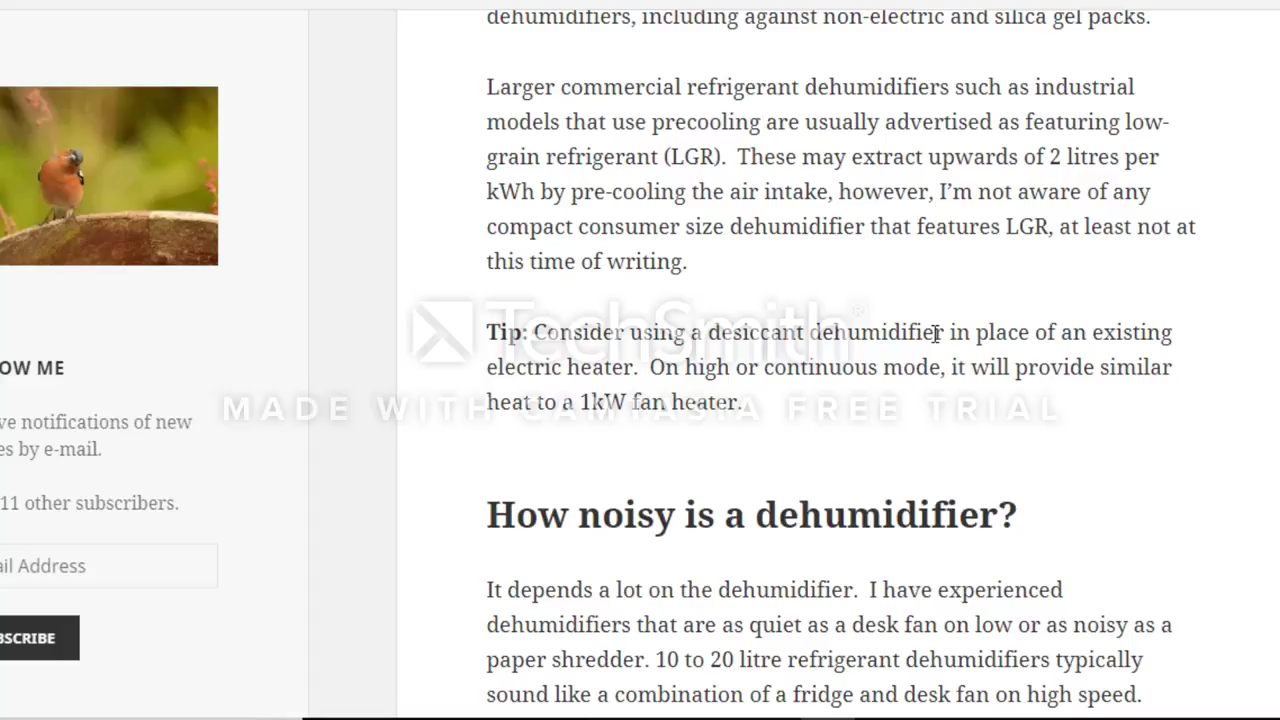 dehumidifiers, including against non-electric and silica gel packs.
Larger commercial refrigerant dehumidifiers such as industrial
models that use precooling are usually advertised as featuring low-
grain refrigerant (LGR).  These may extract upwards of 2 litres per
kWh by pre-cooling the air intake, however, I'm not aware of any
compact consumer size dehumidifier that features LGR, at least not at
this time of writing.
Tip: Consider using a desiccant dehumidifier in place of an existing
electric heater.  On high or continuous mode, it will provide similar
heat to a 1kW fan heater.
How noisy is a dehumidifier?
It depends a lot on the dehumidifier.  I have experienced
dehumidifiers that are as quiet as a desk fan on low or as noisy as a
paper shredder. 10 to 20 litre refrigerant dehumidifiers typically
sound like a combination of a fridge and desk fan on high speed.
OW ME
ve notifications of new
es by e-mail.
11 other subscribers.
ail Address
BSCRIBE
TechSmith®
MADE WITH CAMTASIA FREE TRIAL